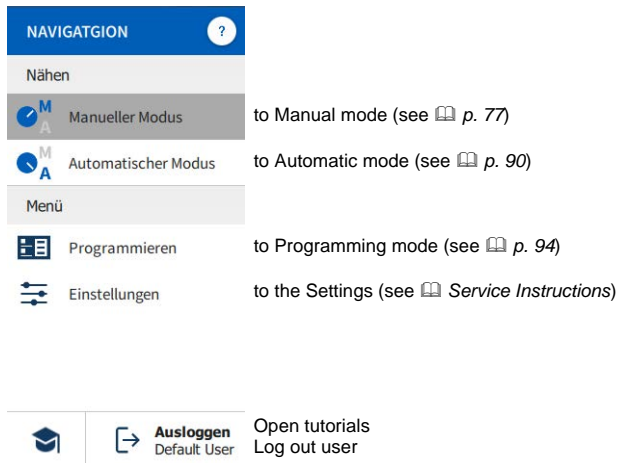 NAVIGATGION ?
Nähen
M
A Manueller Modus to Manual mode (see 🕮 p. 77)
M
A Automatischer Modus to Automatic mode (see 🕮 p. 90)
Menü
Programmieren to Programming mode (see 🕮 p. 94)
Einstellungen to the Settings (see 🕮 Service Instructions)
Ausloggen Open tutorials
Default User Log out user